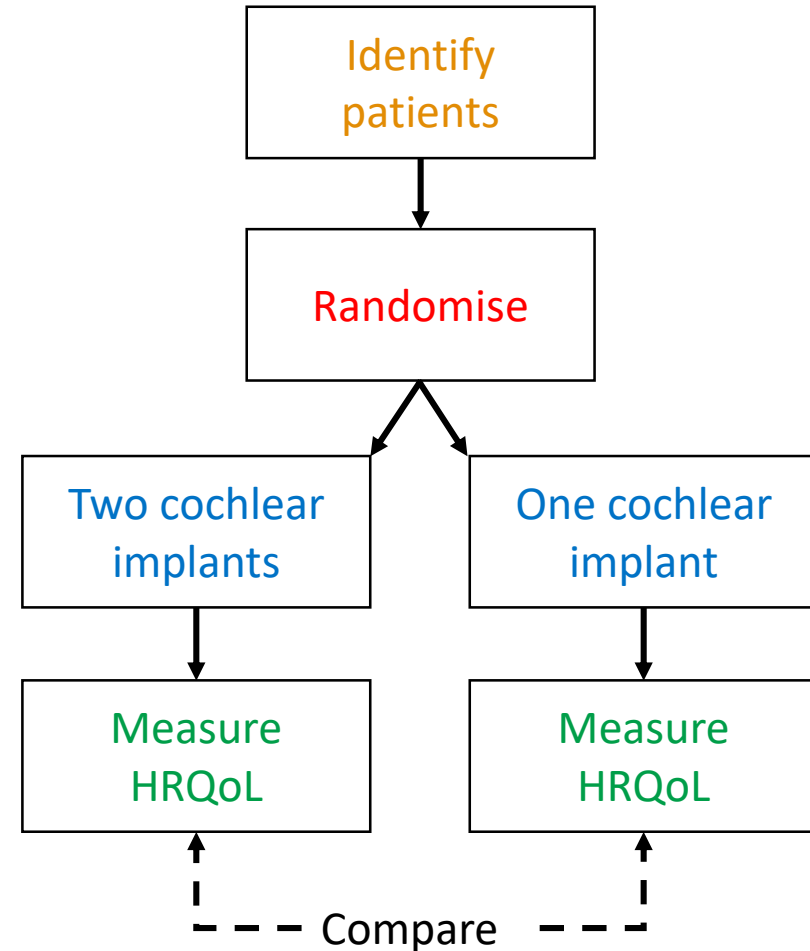 Identify
patients
Randomise
Two cochlear
implants
One cochlear
implant
Measure
HRQoL
Measure
HRQoL
Compare